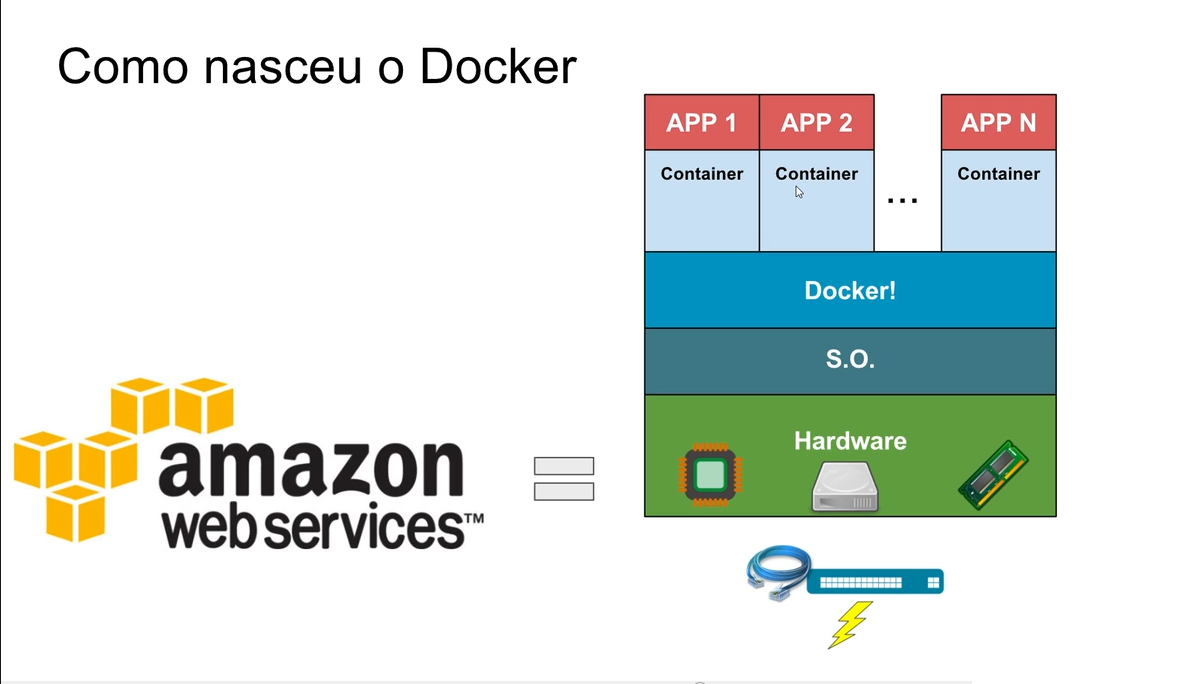 Como nasceu o Docker
APP 1
APP 2
APP N
Container
Container
...
Container
Docker!
S.O.
Hardware
amazon
web services™